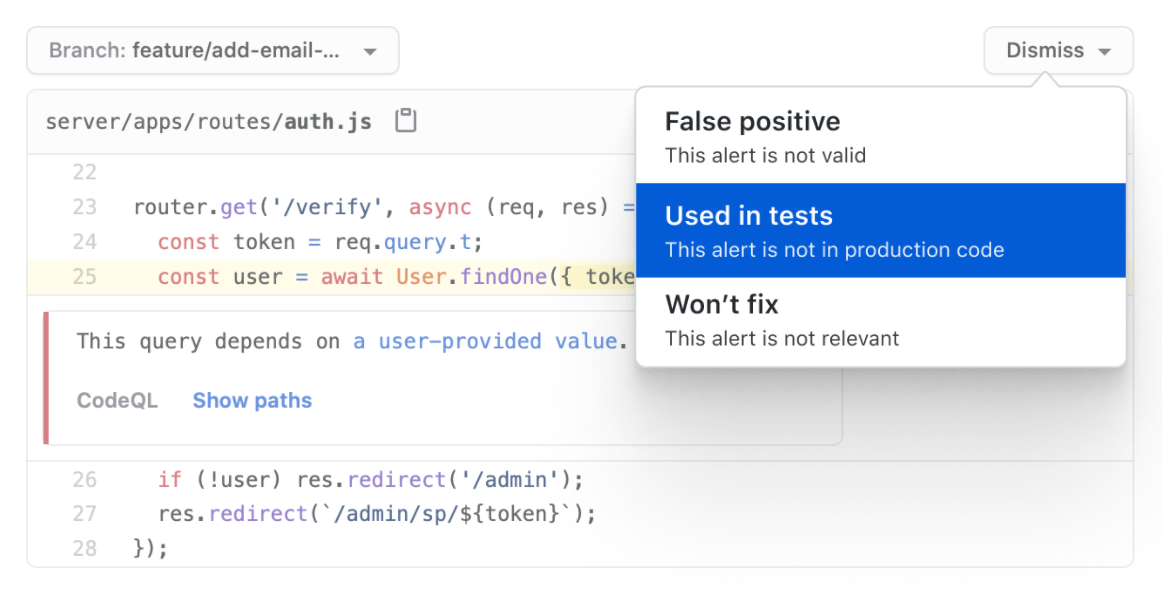 Branch: feature/add-email-...
Dismiss
server/apps/routes/auth.js
False positive
This alert is not valid
Used in tests
This alert is not in production code
Won’t fix
This alert is not relevant
22
23 router.get('/verify', async (req, res) =
24 const token = req.query.t;
25 const user = await User.findOne({ toke
This query depends on a user-provided value.
CodeQL Show paths
26 if (!user) res.redirect('/admin');
27 res.redirect(`/admin/sp/${token}`);
28 });